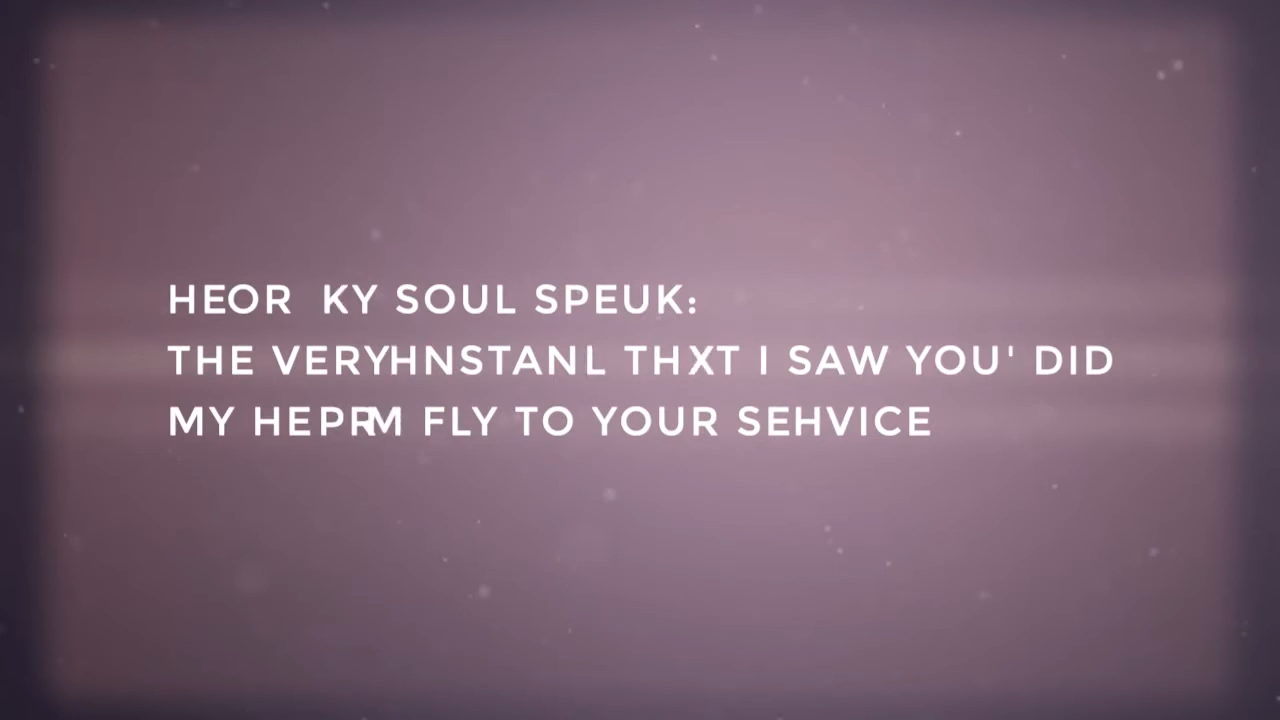 HEOR KY SOUL SPEUK:
THE VERYHNSTANL THXT I SAW YOU' DID
MY HEPRM FLY TO YOUR SEHVICE